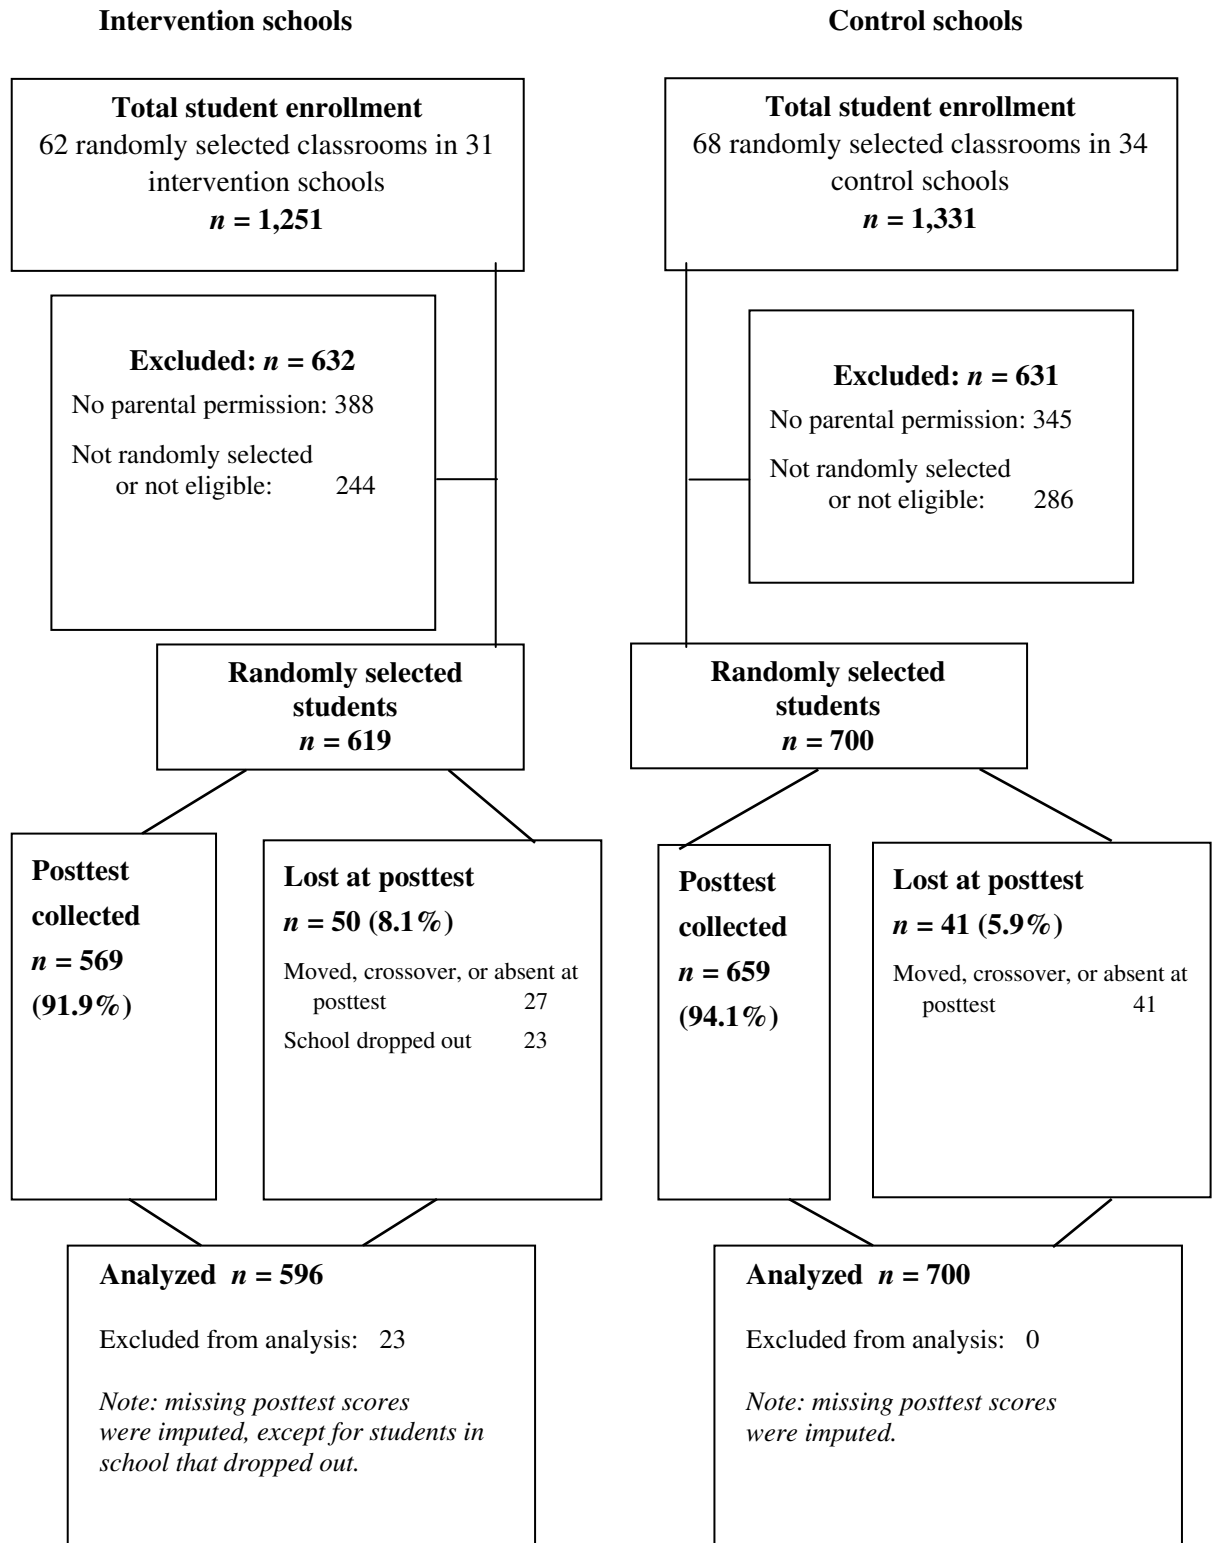 Intervention schools
Total student enrollment
62 randomly selected classrooms in 31
intervention schools
n = 1,251
Excluded: n = 632
No parental permission: 388
Not randomly selected
or not eligible: 244
Randomly selected
students
n = 619
Posttest
collected
n = 569
(91.9%)
Lost at posttest
n = 50 (8.1%)
Moved, crossover, or absent at
posttest 27
School dropped out 23
Analyzed n = 596
Excluded from analysis: 23
Note: missing posttest scores
were imputed, except for students in
school that dropped out.
Control schools
Total student enrollment
68 randomly selected classrooms in 34
control schools
n = 1,331
Excluded: n = 631
No parental permission: 345
Not randomly selected
or not eligible: 286
Randomly selected
students
n = 700
Posttest
collected
n = 659
(94.1%)
Lost at posttest
n = 41 (5.9%)
Moved, crossover, or absent at
posttest 41
Analyzed n = 700
Excluded from analysis: 0
Note: missing posttest scores
were imputed.